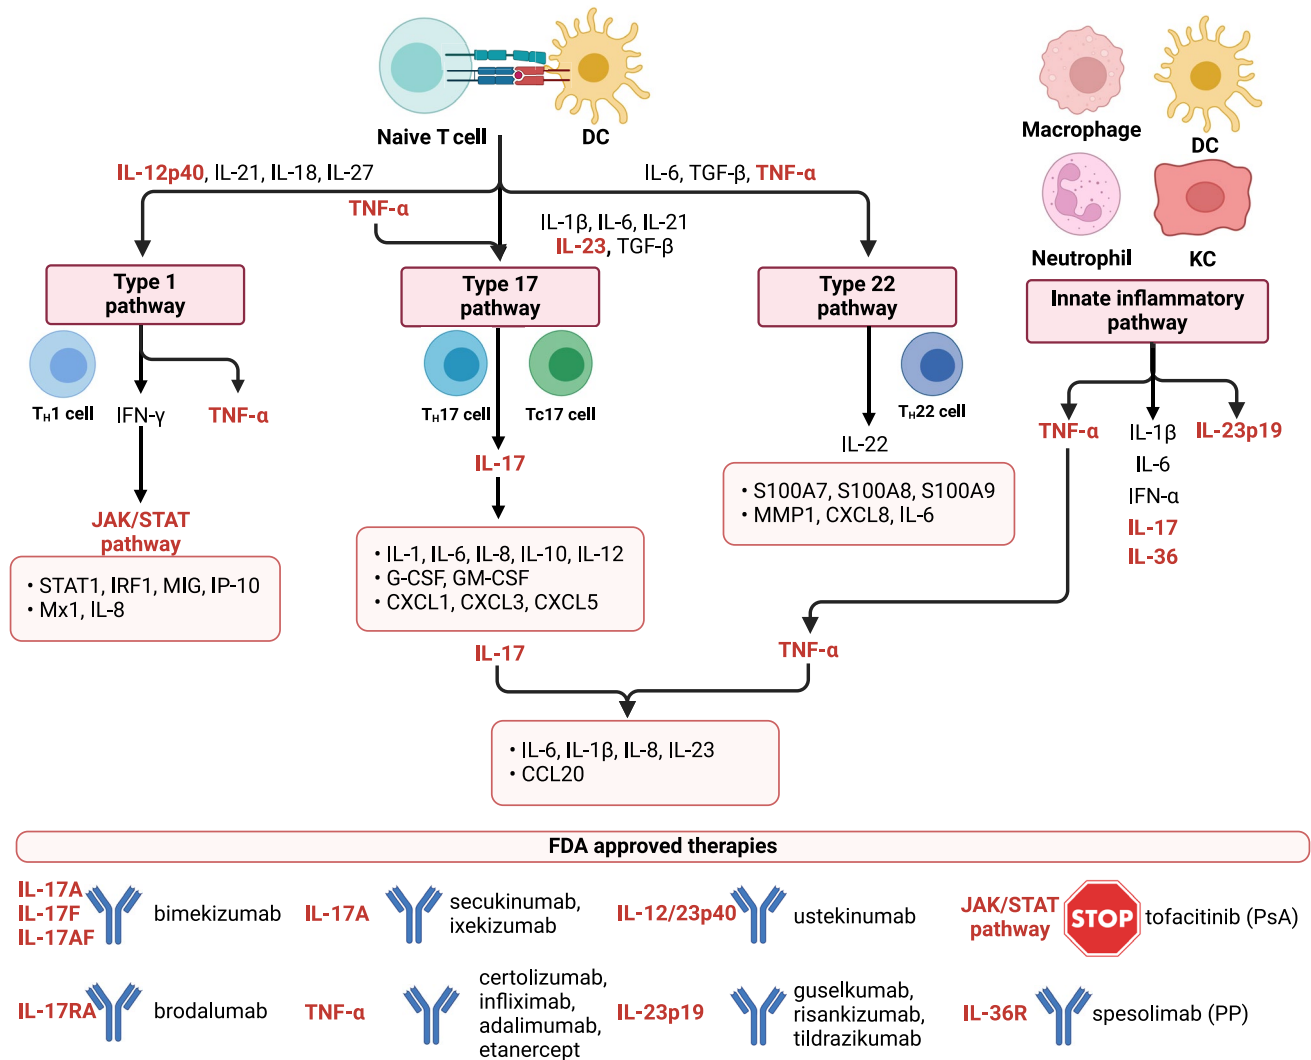 Naive T cell
DC
Macrophage
DC
Neutrophil
KC
IL-12p40, IL-21, IL-18, IL-27
TNF-α
IL-6, TGF-β, TNF-α
IL-1β, IL-6, IL-21
IL-23, TGF-β
Type 1
pathway
Type 17
pathway
Type 22
pathway
Innate inflammatory
pathway
TH1 cell
IFN-γ
TNF-α
TH17 cell
Tc17 cell
TH22 cell
IL-17
IL-22
TNF-α
IL-1β
IL-6
IFN-α
IL-17
IL-36
IL-23p19
JAK/STAT
pathway
• STAT1, IRF1, MIG, IP-10
• Mx1, IL-8
• IL-1, IL-6, IL-8, IL-10, IL-12
• G-CSF, GM-CSF
• CXCL1, CXCL3, CXCL5
• S100A7, S100A8, S100A9
• MMP1, CXCL8, IL-6
IL-17
TNF-α
• IL-6, IL-1β, IL-8, IL-23
• CCL20
FDA approved therapies
IL-17A
IL-17F
IL-17AF
bimekizumab
IL-17A
secukinumab,
ixekizumab
IL-12/23p40
ustekinumab
JAK/STAT
pathway
STOP
tofacitinib (PsA)
IL-17RA
brodalumab
TNF-α
certolizumab,
infliximab,
adalimumab,
etanercept
IL-23p19
guselkumab,
risankizumab,
tildrazikumab
IL-36R
spesolimab (PP)